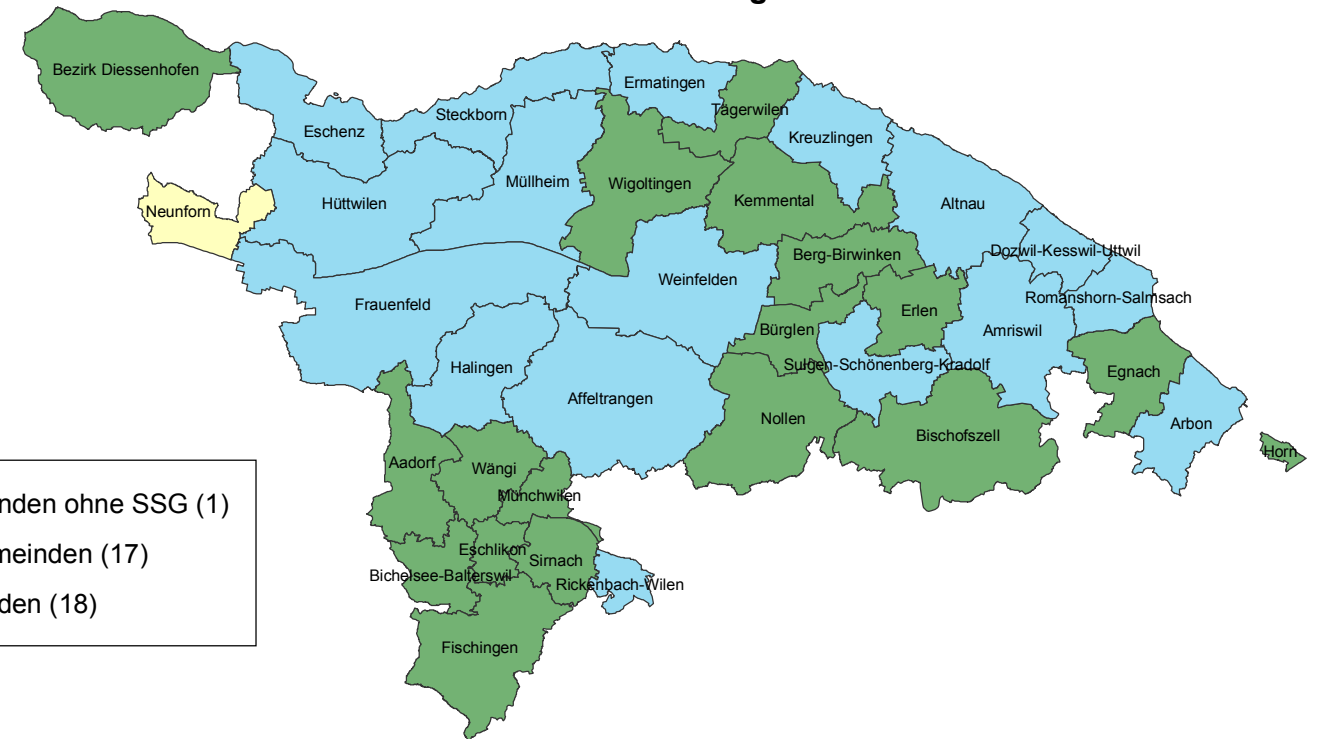 Bezirk Diessenhofen
Ermatingen
Tägerwilen
Steckborn
Eschenz
Kreuzlingen
Müllheim
Wigoltingen
Kemmental
Hüttwilen
Altnau
Neunforn
Dozwil-Kesswil-Uttwil
Berg-Birwinken
Weinfelden
Romanshorn-Salmsach
Frauenfeld
Erlen
Bürglen
Amriswil
Halingen
Sulgen-Schönenberg-Kradolf
Egnach
Affeltrangen
Nollen
Arbon
Bischofszell
Horn
Aadorf
Wängi
Münchwilen
nden ohne SSG (1)
Eschlikon
meinden (17)
Sirnach
Bichelsee-Balterswil
Rickenbach-Wilen
den (18)
Fischingen